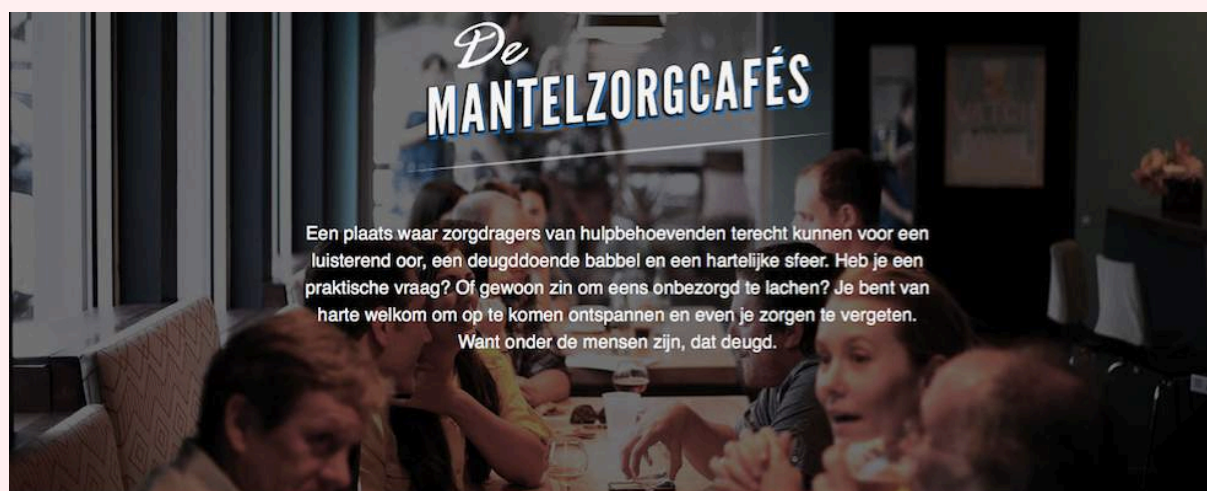 De
MANTELZORGCAFÉS
Een plaats waar zorgdragers van hulpbehoevenden terecht kunnen voor een
luisterend oor, een deugddoende babbel en een hartelijke sfeer. Heb je een
praktische vraag? Of gewoon zin om eens onbezorgd te lachen? Je bent van
harte welkom om op te komen ontspannen en even je zorgen te vergeten.
Want onder de mensen zijn, dat deugd.